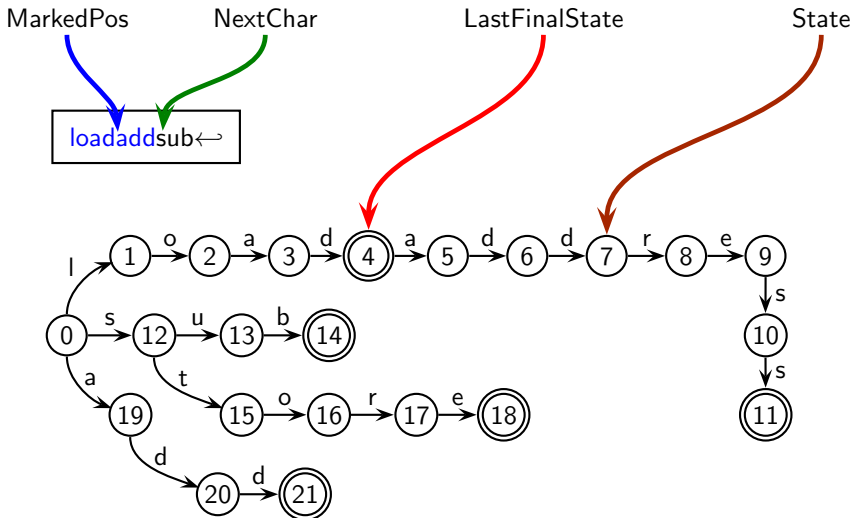 MarkedPos NextChar LastFinalState State
loadaddsub↩
l o a d a d d r e
0 1 2 3 4 5 6 7 8 9
s u b s
12 13 14 10
a t s
19 15 o 16 r 17 e 18 11
d
20 d 21